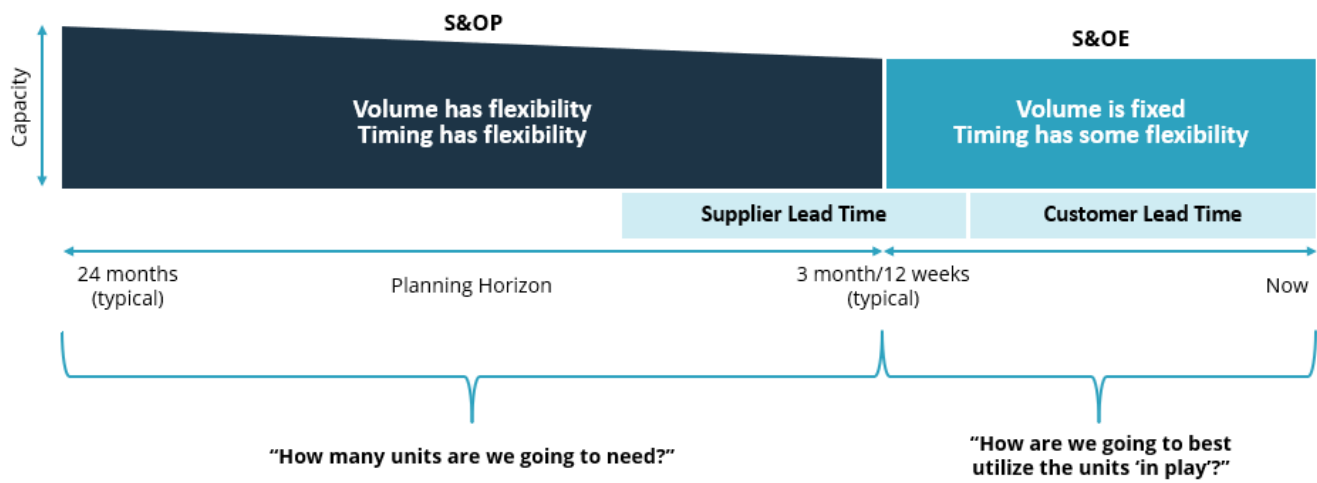 S&OP
S&OE
Capacity
Volume has flexibility
Timing has flexibility
Volume is fixed
Timing has some flexibility
Supplier Lead Time
Customer Lead Time
24 months
(typical)
Planning Horizon
3 month/12 weeks
(typical)
Now
“How many units are we going to need?”
“How are we going to best
utilize the units ‘in play’?”